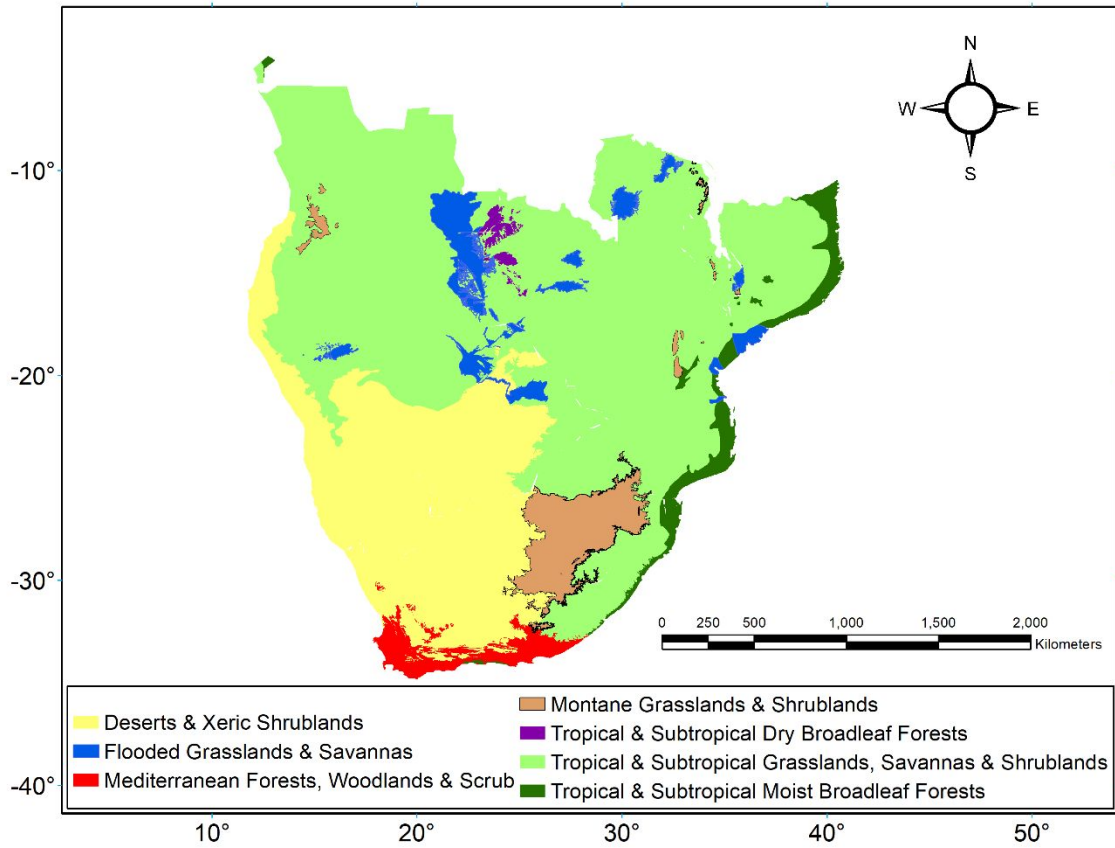 N
W E
S
-10°
-20°
-30°
-40°
0 250 500 1,000 1,500 2,000
Kilometers
Deserts & Xeric Shrublands
Flooded Grasslands & Savannas
Mediterranean Forests, Woodlands & Scrub
Montane Grasslands & Shrublands
Tropical & Subtropical Dry Broadleaf Forests
Tropical & Subtropical Grasslands, Savannas & Shrublands
Tropical & Subtropical Moist Broadleaf Forests
10° 20° 30° 40° 50°